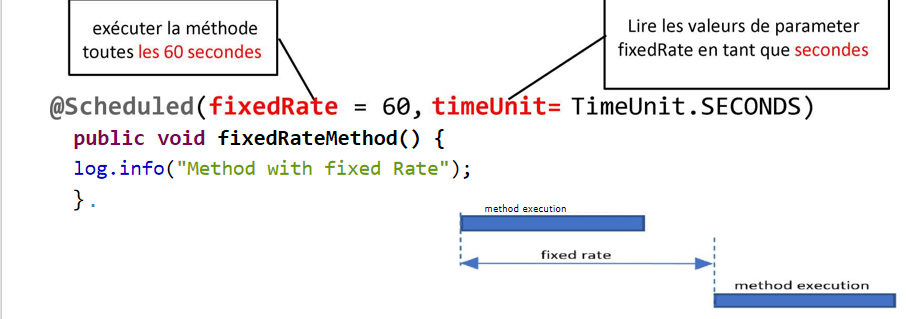 exécuter la méthode
toutes les 60 secondes
Lire les valeurs de parameter
fixedRate en tant que secondes
@Scheduled(fixedRate = 60, timeUnit= TimeUnit.SECONDS)
public void fixedRateMethod() {
log.info("Method with fixed Rate");
}.
method execution
fixed rate
method execution